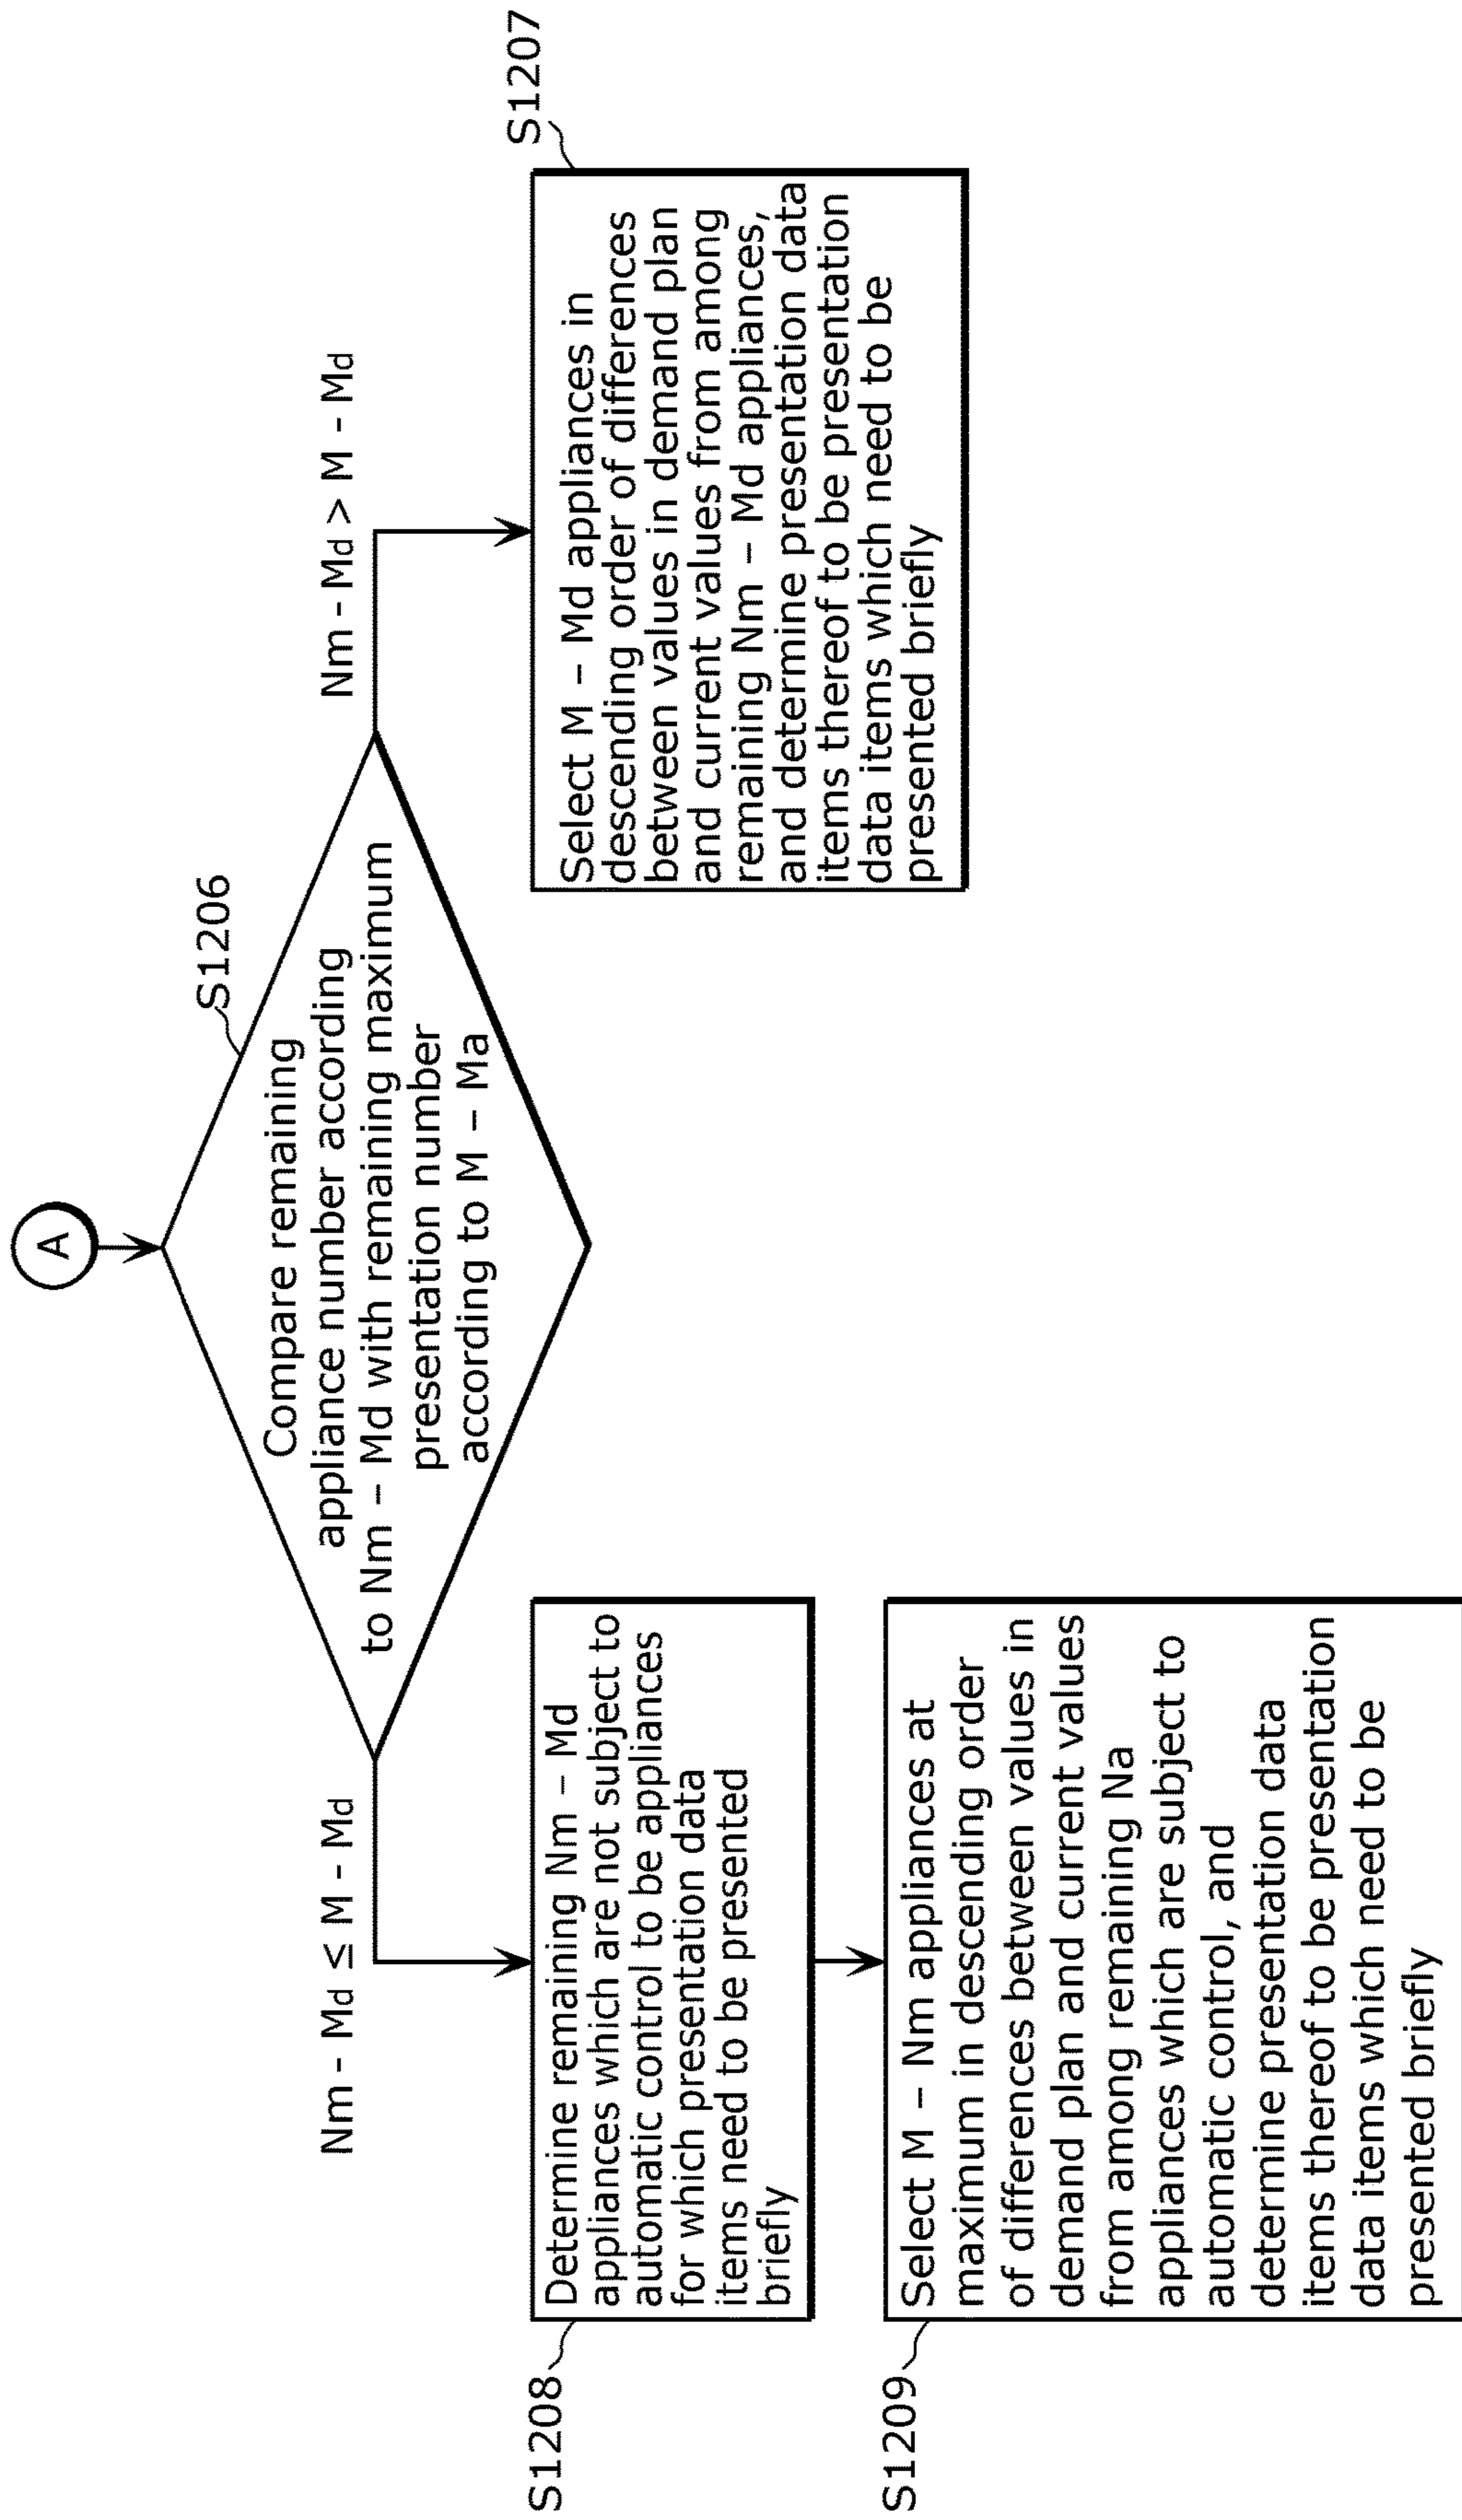 A
S1206
Compare remaining
appliance number according
to Nm – Md with remaining maximum
presentation number
according to M – Ma
Nm - Md ≤ M - Md
Nm - Md > M - Md
S1207
Select M – Md appliances in
descending order of differences
between values in demand plan
and current values from among
remaining Nm – Md appliances,
and determine presentation data
items thereof to be presentation
data items which need to be
presented briefly
S1208
Determine remaining Nm – Md
appliances which are not subject to
automatic control to be appliances
for which presentation data
items need to be presented
briefly
S1209
Select M – Nm appliances at
maximum in descending order
of differences between values in
demand plan and current values
from among remaining Na
appliances which are subject to
automatic control, and
determine presentation data
items thereof to be presentation
data items which need to be
presented briefly